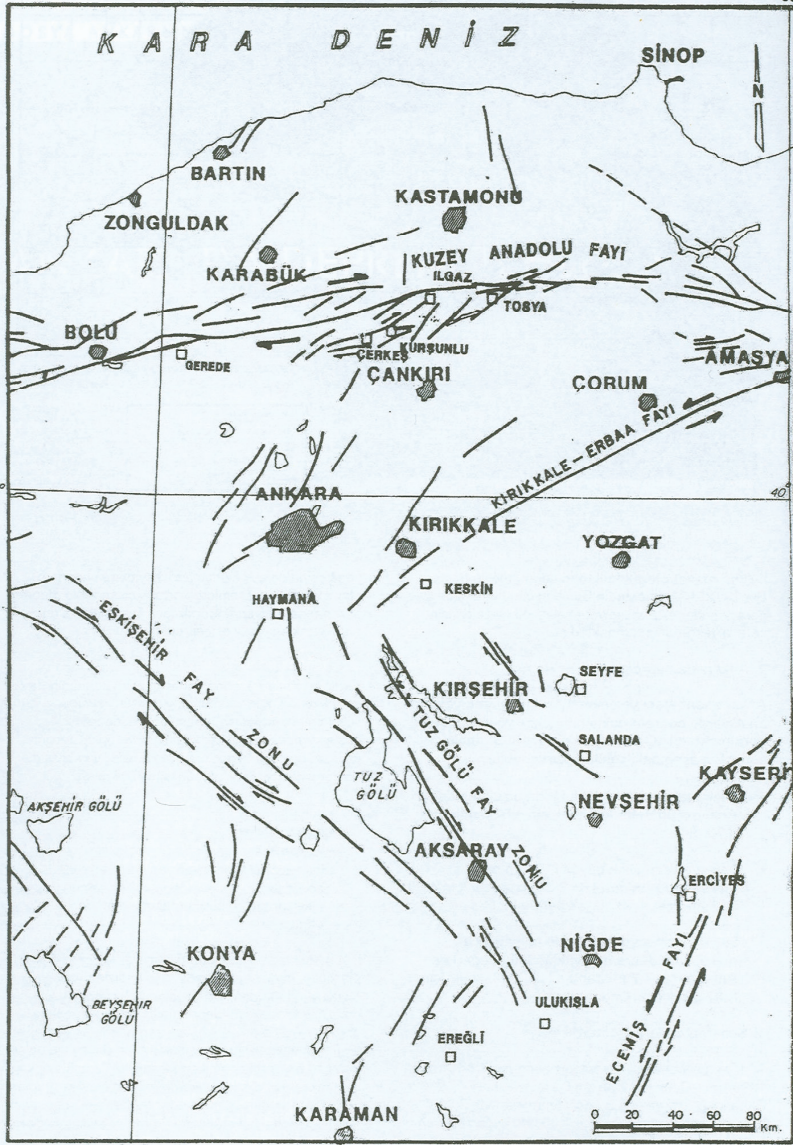 KARA DENİZ
SİNOP
N
BARTIN
KASTAMONU
ZONGULDAK
KARABÜK
KUZEY ANADOLU FAYI
ILGAZ
TOSYA
BOLU
GEREDE
ÇERKEŞ
KURŞUNLU
AMASYA
ÇANKIRI
ÇORUM
KIRIKKALE-ERBAA FAYI
40°
ANKARA
KIRIKKALE
YOZGAT
KESKİN
HAYMANA
ESKİŞEHİR FAY ZONU
SEYFE
KIRŞEHİR
TUZ GÖLÜ FAY ZONU
SALANDA
TUZ
GÖLÜ
KAYSERİ
AKŞEHİR GÖLÜ
NEVŞEHİR
AKSARAY
ERCİYES
KONYA
NİĞDE
BEYŞEHİR
GÖLÜ
ULUKIŞLA
ECEMİŞ FAYI
EREĞLİ
KARAMAN
0 20 40 60 80
Km.